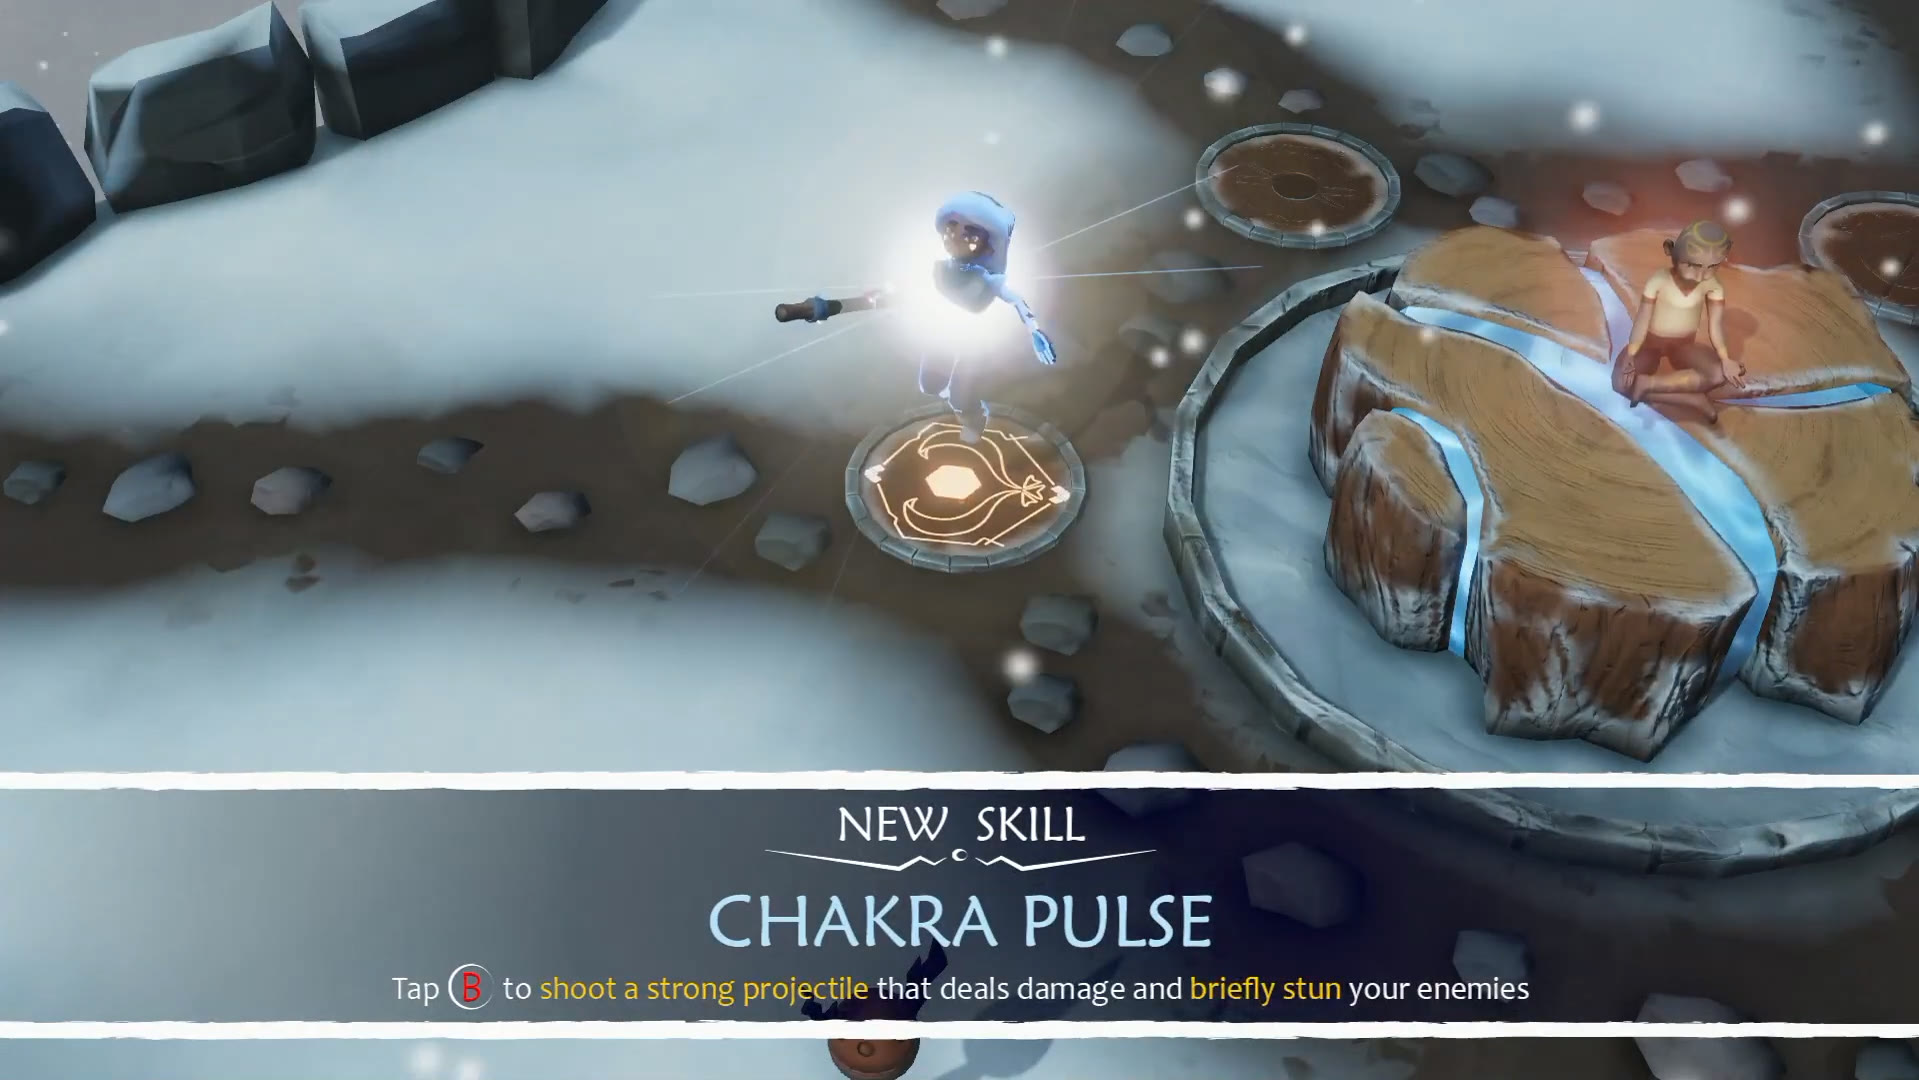 NEW SKILL
CHAKRA PULSE
Tap B to shoot a strong projectile that deals damage and briefly stun your enemies